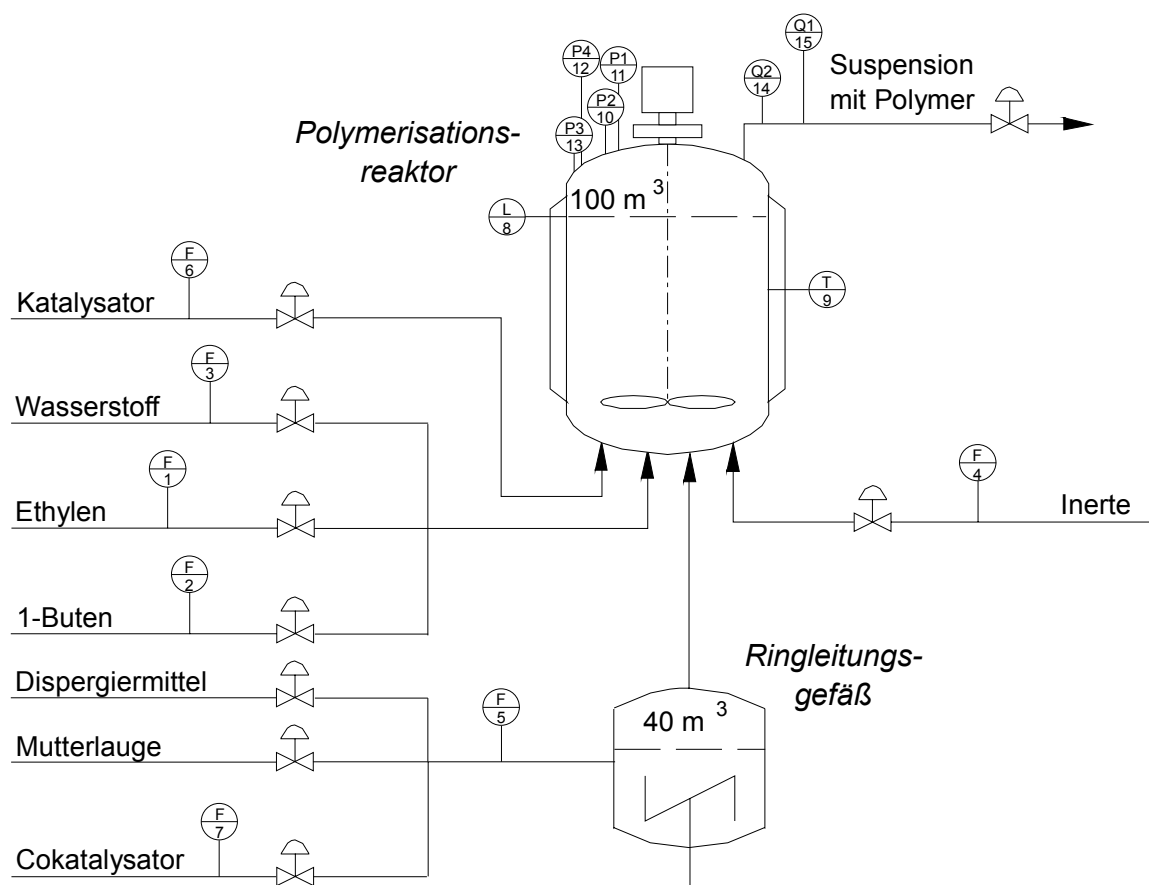 P4
12
P1
11
P2
10
P3
13
Q1
15
Q2
14
Suspension
mit Polymer
Polymerisations-
reaktor
100 m 3
L
8
T
9
F
6
Katalysator
F
3
Wasserstoff
F
1
Ethylen
F
4
Inerte
F
2
1-Buten
Ringleitungs-
gefäß
Dispergiermittel
F
5
40 m 3
Mutterlauge
F
7
Cokatalysator